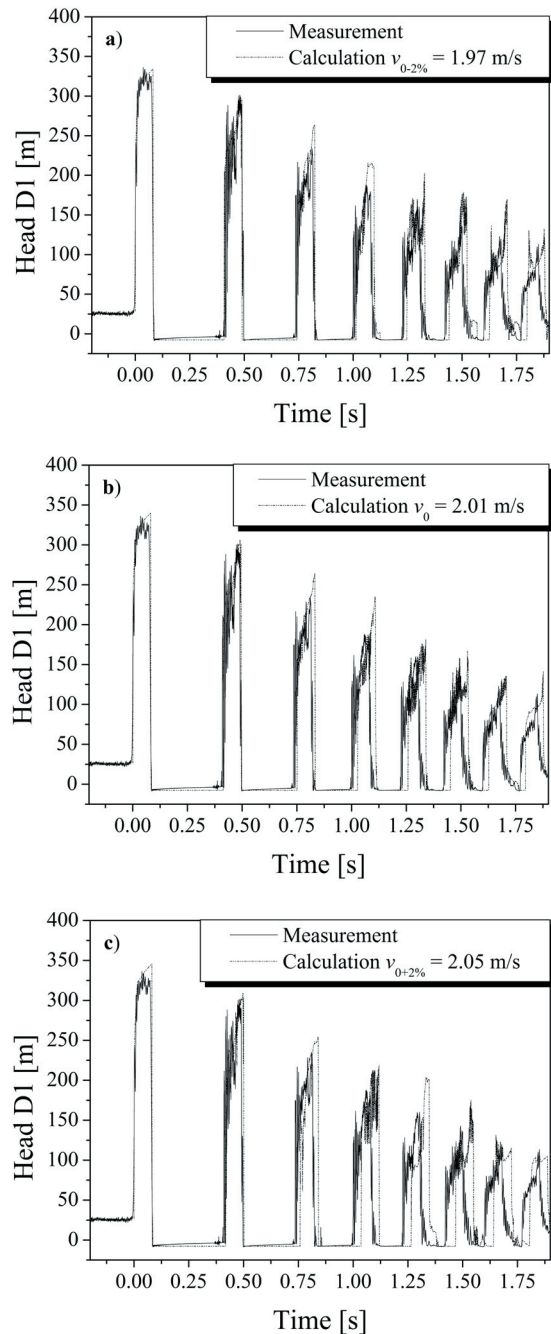 a)
Measurement
Calculation v0-2% = 1.97 m/s
400
350
300
250
200
150
100
50
0
Head D1 [m]
0.00 0.25 0.50 0.75 1.00 1.25 1.50 1.75
Time [s]
b)
Measurement
Calculation v0 = 2.01 m/s
400
350
300
250
200
150
100
50
0
Head D1 [m]
0.00 0.25 0.50 0.75 1.00 1.25 1.50 1.75
Time [s]
c)
Measurement
Calculation v0+2% = 2.05 m/s
400
350
300
250
200
150
100
50
0
Head D1 [m]
0.00 0.25 0.50 0.75 1.00 1.25 1.50 1.75
Time [s]